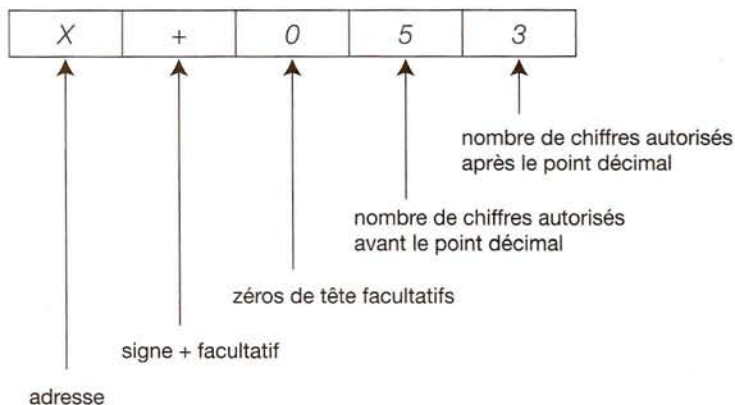 X + 0 5 3
nombre de chiffres autorisés
après le point décimal
nombre de chiffres autorisés
avant le point décimal
zéros de tête facultatifs
signe + facultatif
adresse